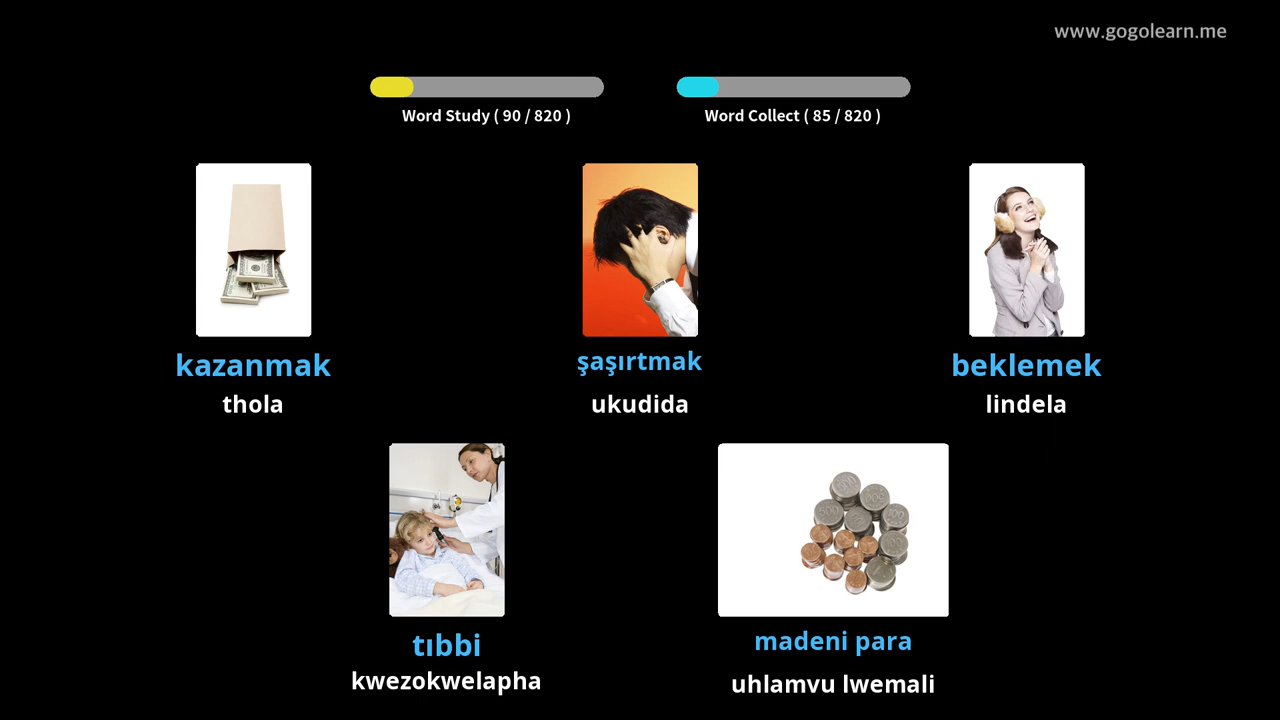 www.gogolearn.me
Word Study ( 90 / 820 )
Word Collect ( 85 / 820 )
kazanmak
thola
şaşırtmak
ukudida
beklemek
lindela
tıbbi
kwezokwelapha
madeni para
uhlamvu lwemali